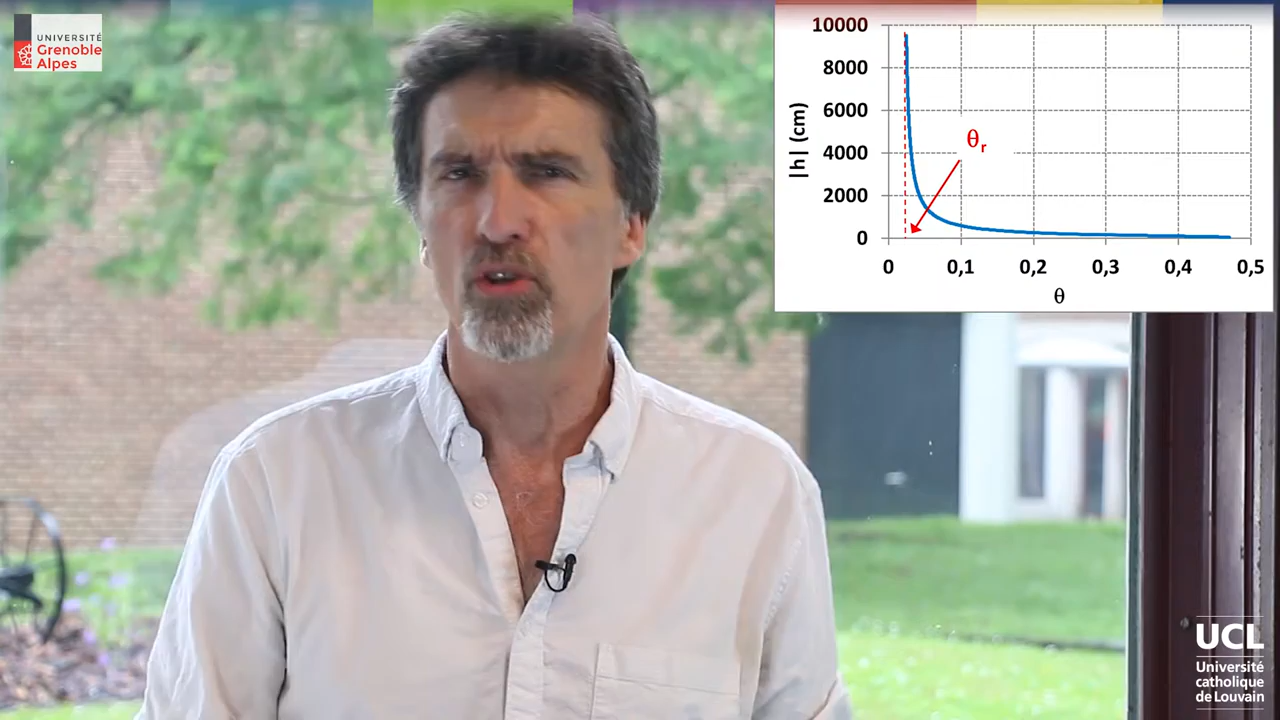 UNIVERSITÉ
Grenoble
Alpes
10000
8000
6000
4000
2000
0
|h| (cm)
θr
0 0,1 0,2 0,3 0,4 0,5
θ
UCL
Université
catholique
de Louvain